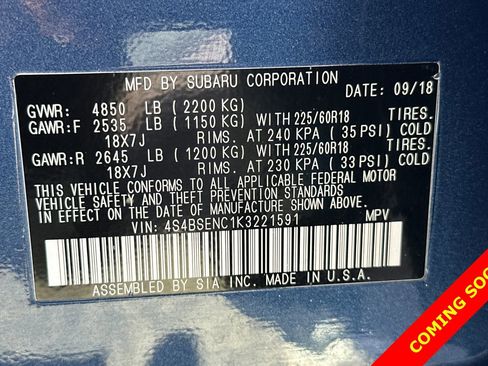 MFD BY SUBARU CORPORATION
DATE: 09/18
GVWR: 4850 LB (2200 KG)
GAWR:F 2535 LB (1150 KG) WITH 225/60R18 TIRES.
18X7J RIMS. AT 240 KPA (35 PSI) COLD
GAWR:R 2645 LB (1200 KG) WITH 225/60R18 TIRES.
18X7J RIMS. AT 230 KPA (33 PSI) COLD
THIS VEHICLE CONFORMS TO ALL APPLICABLE FEDERAL MOTOR
VEHICLE SAFETY AND THEFT PREVENTION STANDARDS
IN EFFECT ON DATE OF MANUFACTURE SHOWN ABOVE.
VIN: 4S4BSENC1K3221591 MPV
ASSEMBLED BY SIA INC. MADE IN U.S.A.
COMING SOO